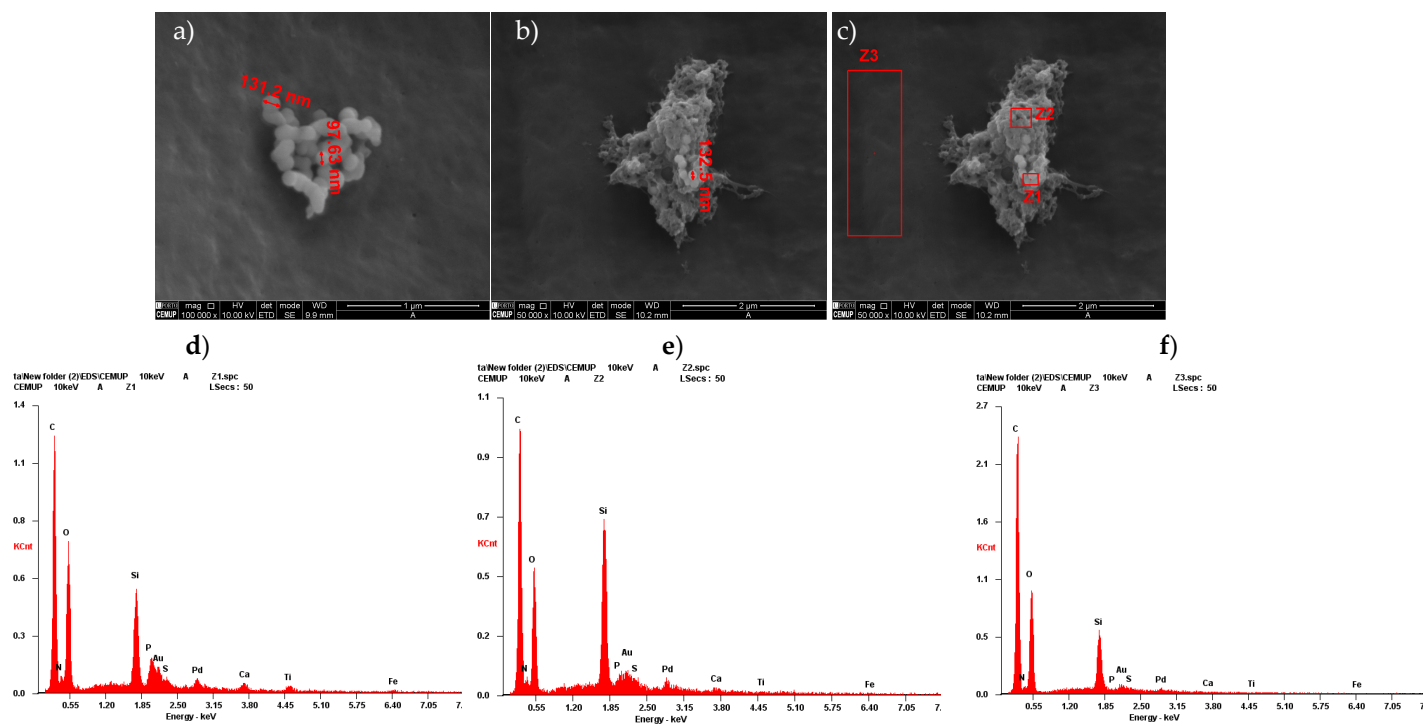 a)
131.2 nm
97.63 nm
U.PORTO CEMUP mag □ 100 000 x HV 10.00 kV det ETD mode SE WD 9.9 mm 1 µm A
b)
132.5 nm
U.PORTO CEMUP mag □ 50 000 x HV 10.00 kV det ETD mode SE WD 10.2 mm 2 µm A
c)
Z3
Z2
Z1
U.PORTO CEMUP mag □ 50 000 x HV 10.00 kV det ETD mode SE WD 10.2 mm 2 µm A
d)
ta\New folder (2)\EDS\CEMUP 10keV A Z1.spc
CEMUP 10keV A Z1 LSecs : 50
1.4
1.1
0.8
KCnt
0.6
0.3
0.0
C
O
N
Si
P
Au
S
Pd
Ca
Ti
Fe
0.55 1.20 1.85 2.50 3.15 3.80 4.45 5.10 5.75 6.40 7.05 7.
Energy - keV
e)
ta\New folder (2)\EDS\CEMUP 10keV A Z2.spc
CEMUP 10keV A Z2 LSecs : 50
1.1
0.9
0.7
KCnt
0.5
0.2
0.0
C
O
N
Si
P
Au
S
Pd
Ca
Ti
Fe
0.55 1.20 1.85 2.50 3.15 3.80 4.45 5.10 5.75 6.40 7.05 7.
Energy - keV
f)
ta\New folder (2)\EDS\CEMUP 10keV A Z3.spc
CEMUP 10keV A Z3 LSecs : 50
2.7
2.1
1.6
KCnt
1.1
0.5
0.0
C
O
N
Si
P
Au
S
Pd
Ca
Ti
Fe
0.55 1.20 1.85 2.50 3.15 3.80 4.45 5.10 5.75 6.40 7.05 7.
Energy - keV